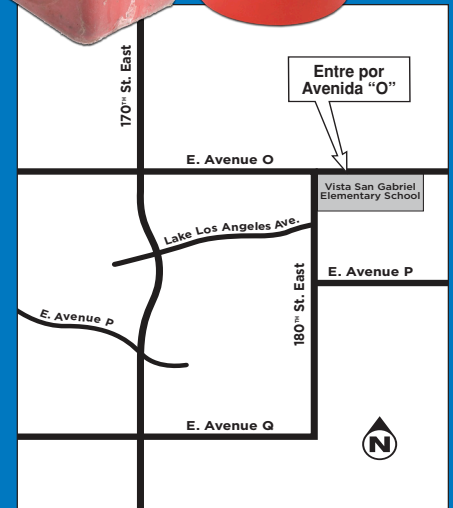 170TH St. East
Entre por
Avenida “O”
E. Avenue O
Vista San Gabriel
Elementary School
Lake Los Angeles Ave.
E. Avenue P
E. Avenue P
180TH St. East
E. Avenue Q
N